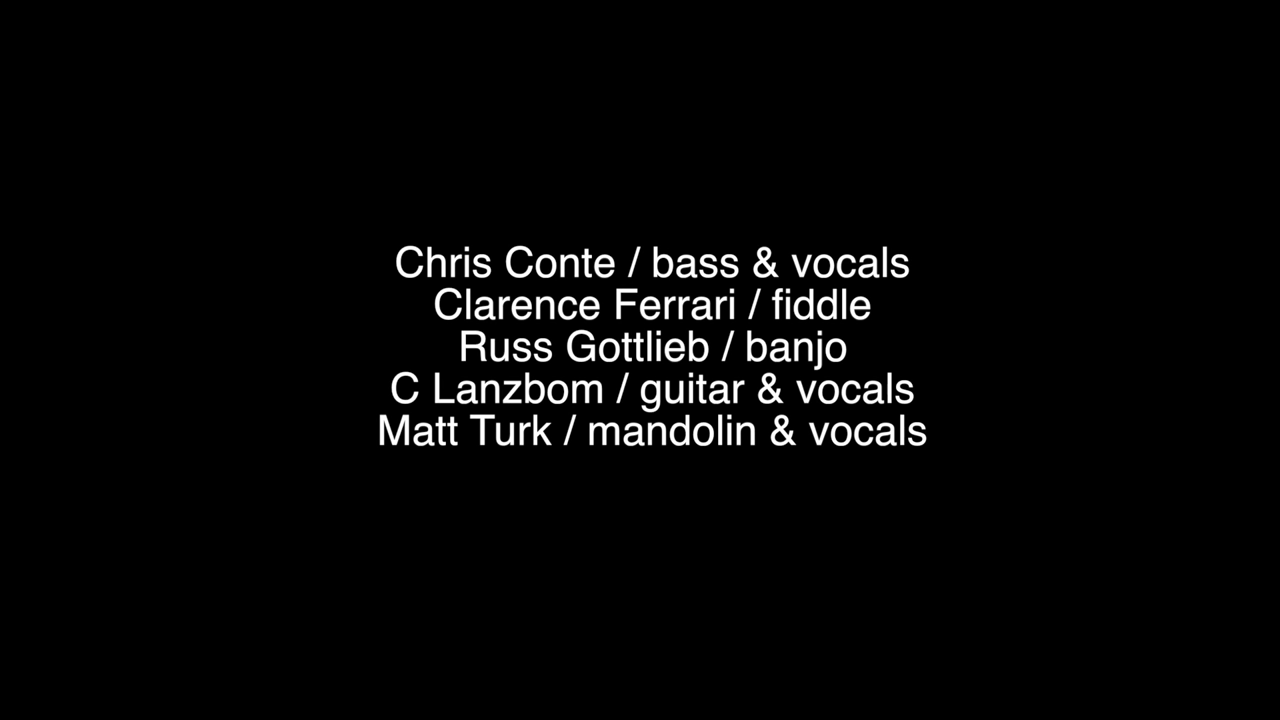 Chris Conte / bass & vocals
Clarence Ferrari / fiddle
Russ Gottlieb / banjo
C Lanzbom / guitar & vocals
Matt Turk / mandolin & vocals